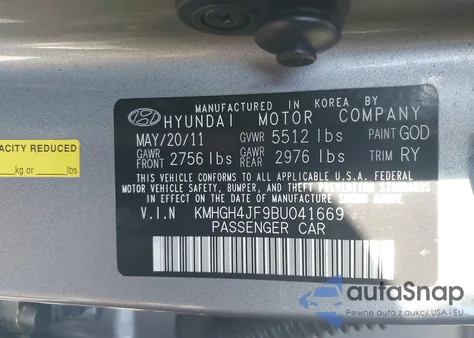 MANUFACTURED IN KOREA BY
HYUNDAI MOTOR COMPANY
MAY/20/11 GVWR 5512 lbs PAINT GOD
GAWR FRONT 2756 lbs GAWR REAR 2976 lbs TRIM RY
THIS VEHICLE CONFORMS TO ALL APPLICABLE U.S.A. FEDERAL
MOTOR VEHICLE SAFETY, BUMPER, AND THEFT PREVENTION STANDARDS
IN EFFECT ON THE DATE OF MANUFACTURE SHOWN ABOVE.
V.I.N KMHGH4JF9BU041669
PASSENGER CAR
ACITY REDUCED
kg or lbs
autoSnap
Pewne auta z aukcji USA i EU